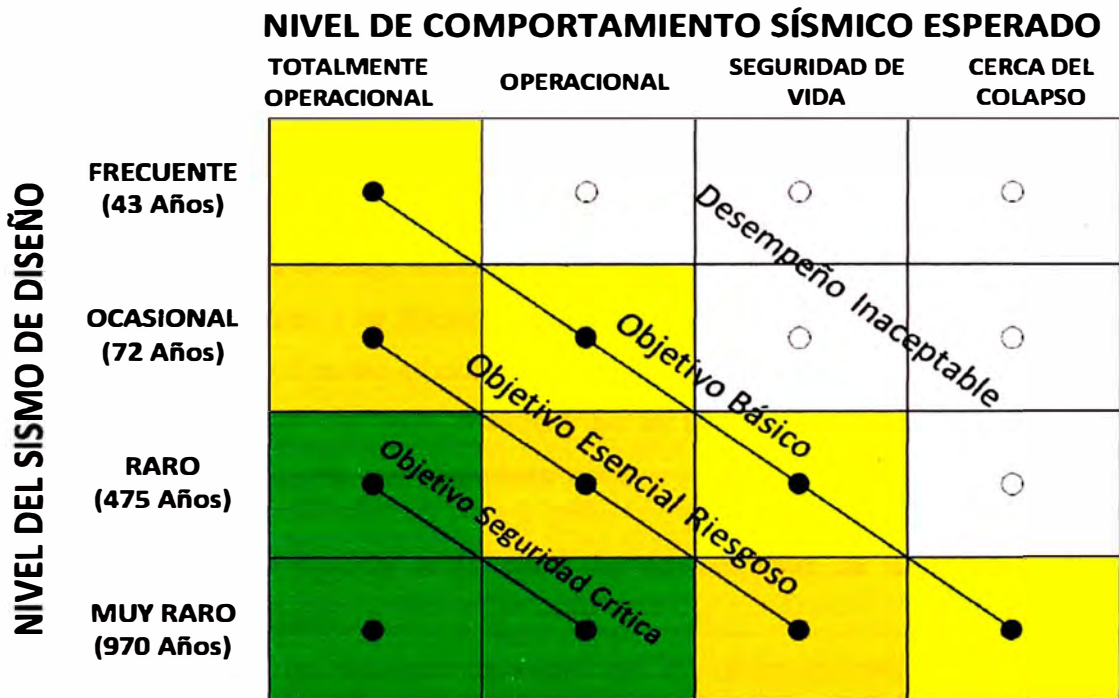 NIVEL DE COMPORTAMIENTO SÍSMICO ESPERADO
TOTALMENTE
OPERACIONAL
OPERACIONAL
SEGURIDAD DE
VIDA
CERCA DEL
COLAPSO
NIVEL DEL SISMO DE DISEÑO
FRECUENTE
(43 Años)
OCASIONAL
(72 Años)
RARO
(475 Años)
MUY RARO
(970 Años)
Desempeño Inaceptable
Objetivo Básico
Objetivo Esencial Riesgoso
Objetivo Seguridad Crítica